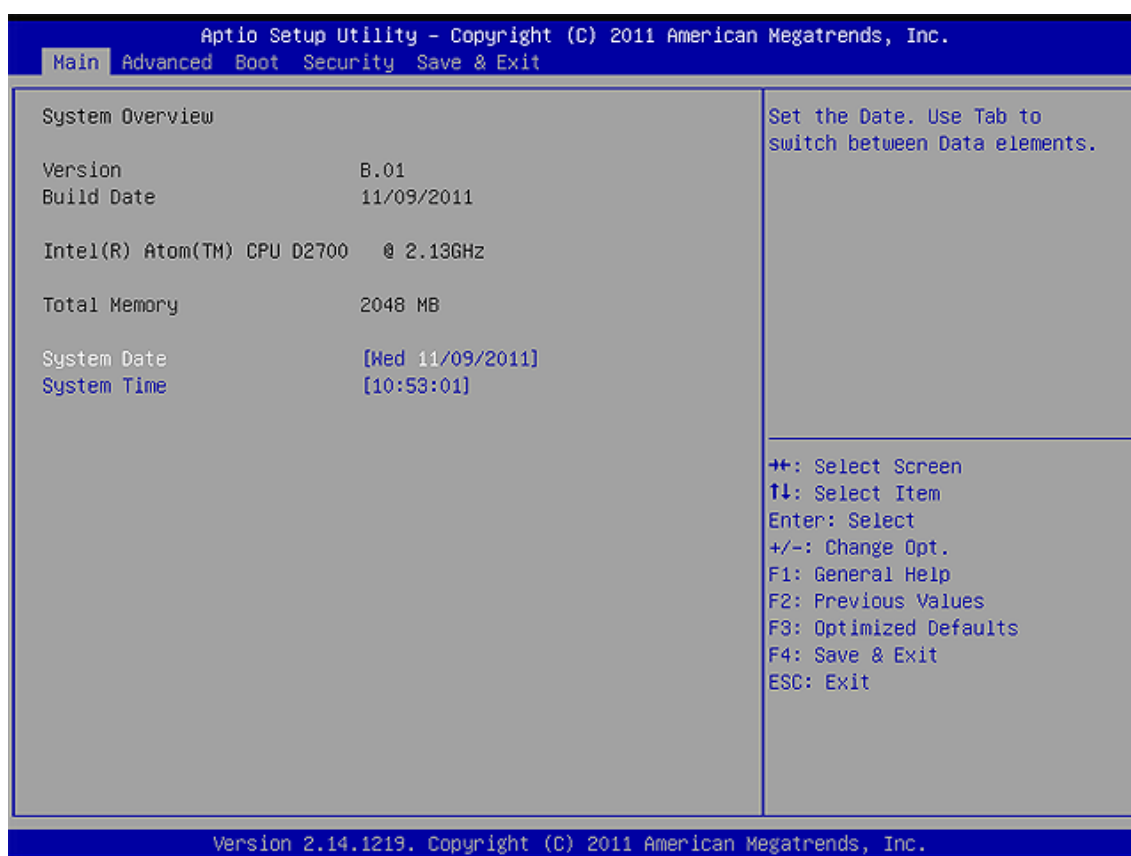 Aptio Setup Utility – Copyright (C) 2011 American Megatrends, Inc.
Main Advanced Boot Security Save & Exit
System Overview
Version B.01
Build Date 11/09/2011
Intel(R) Atom(TM) CPU D2700 @ 2.13GHz
Total Memory 2048 MB
System Date [Wed 11/09/2011]
System Time [10:53:01]
Set the Date. Use Tab to
switch between Data elements.
→←: Select Screen
↑↓: Select Item
Enter: Select
+/-: Change Opt.
F1: General Help
F2: Previous Values
F3: Optimized Defaults
F4: Save & Exit
ESC: Exit
Version 2.14.1219. Copyright (C) 2011 American Megatrends, Inc.